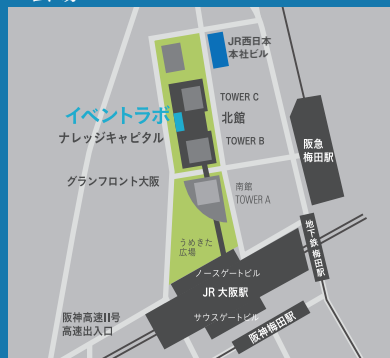 JR西日本
本社ビル
TOWER C
イベントラボ
北館
ナレッジキャピタル
TOWER B
阪急
梅田駅
グランフロント大阪
南館
TOWER A
うめきた
広場
地下鉄 梅田駅
ノースゲートビル
JR 大阪駅
サウスゲートビル
阪神高速11号
高速出入口
阪神梅田駅